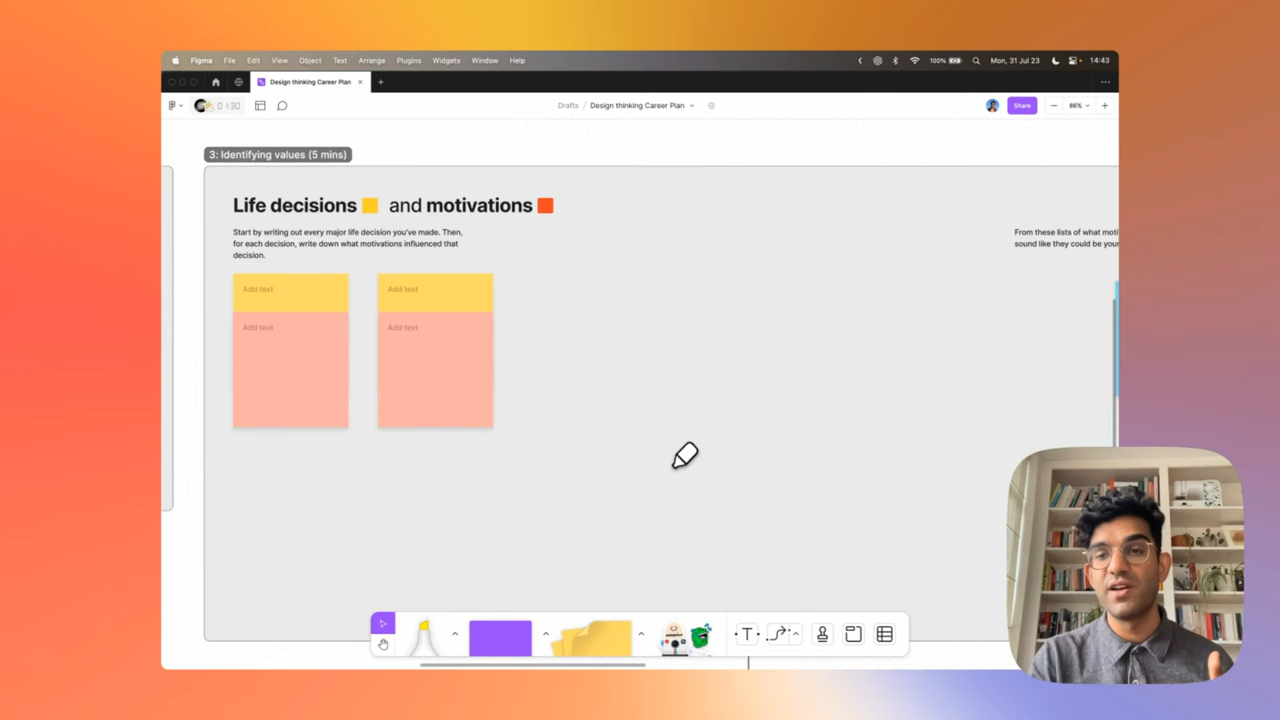 Figma File Edit View Object Text Arrange Plugins Widgets Window Help
100% Mon, 31 Jul 23 14:43
Design thinking Career Plan
01:30
Drafts / Design thinking Career Plan
Share
86%
3: Identifying values (5 mins)
Life decisions and motivations
Start by writing out every major life decision you've made. Then,
for each decision, write down what motivations influenced that
decision.
From these lists of what moti
sound like they could be your
Add text
Add text
Add text
Add text
T